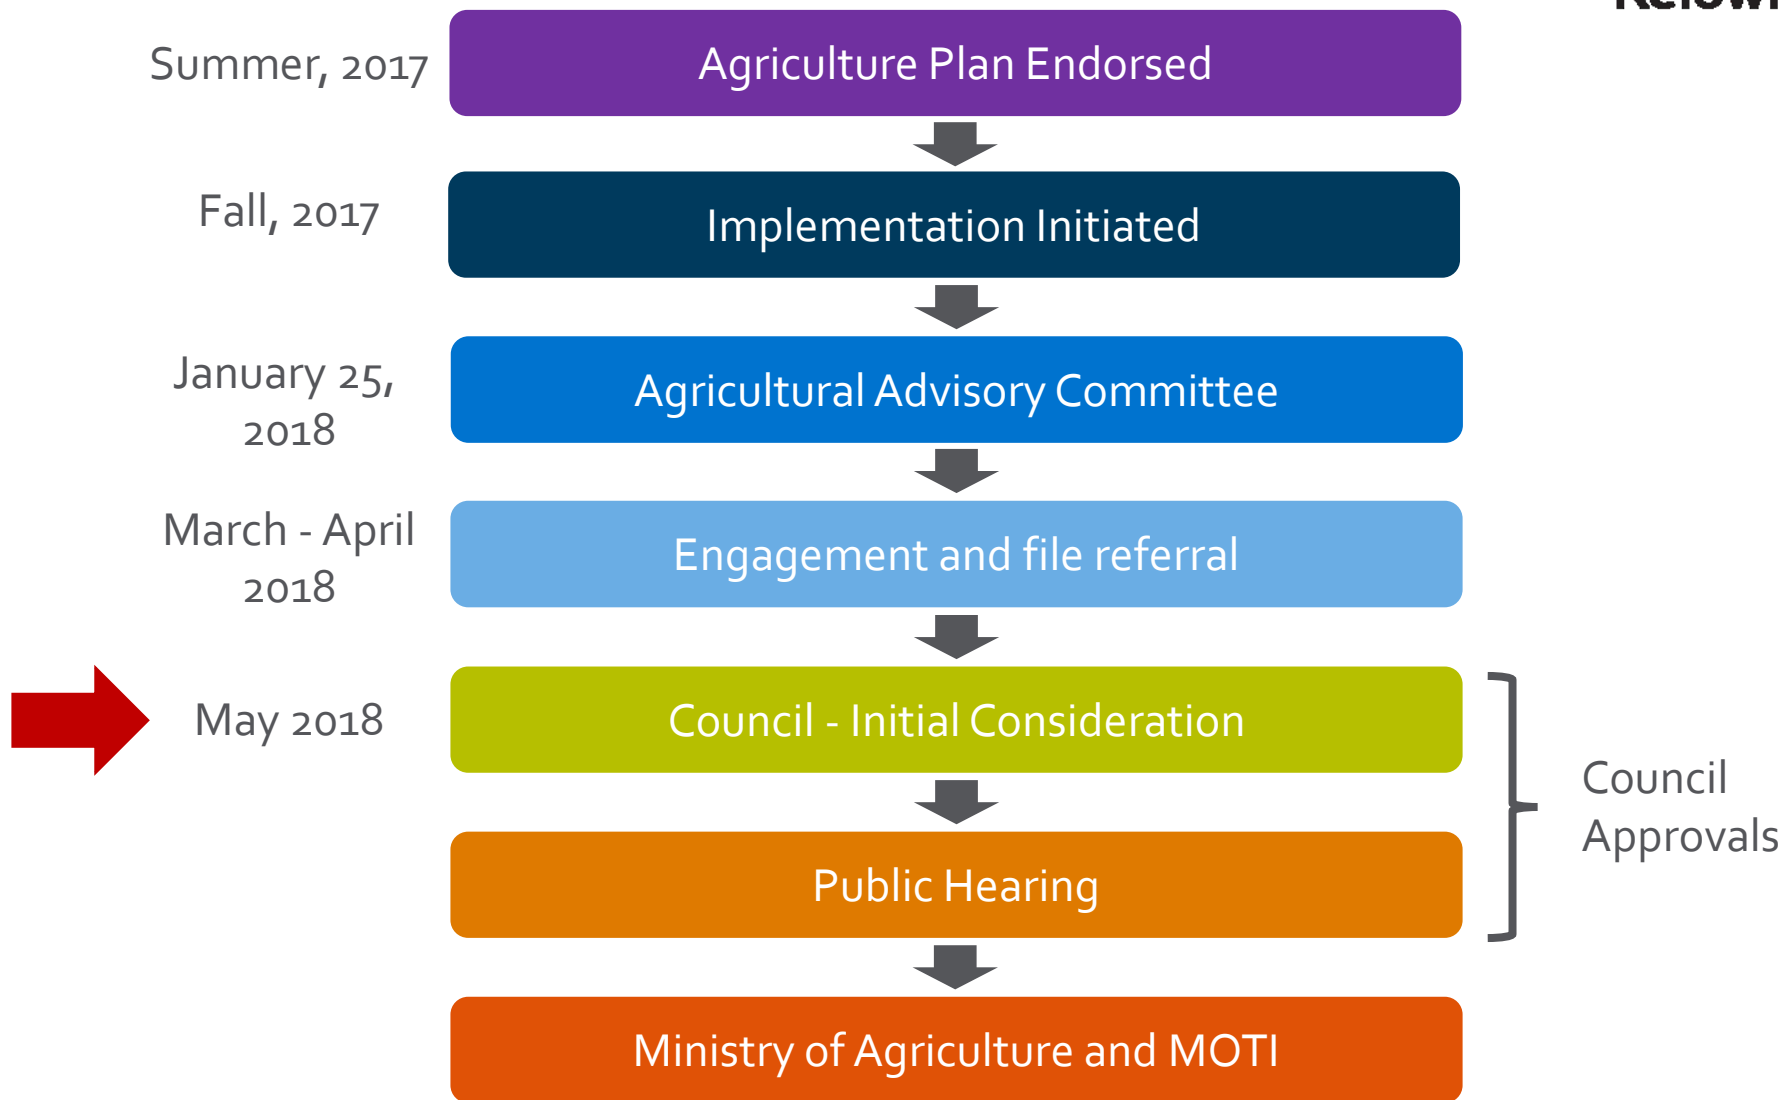 Summer, 2017
Agriculture Plan Endorsed
Fall, 2017
Implementation Initiated
January 25,
2018
Agricultural Advisory Committee
March - April
2018
Engagement and file referral
May 2018
Council - Initial Consideration
Public Hearing
Council
Approvals
Ministry of Agriculture and MOTI